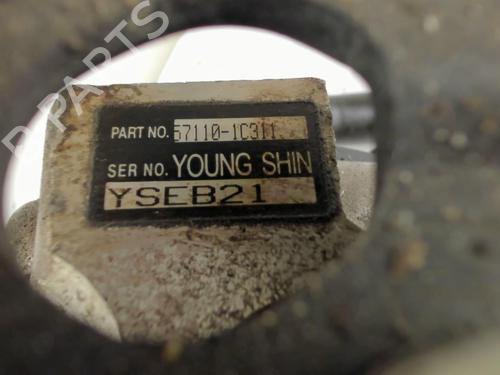 B PARTS
PART NO. 57110-1C311
SER NO. YOUNG SHIN
YSEB21